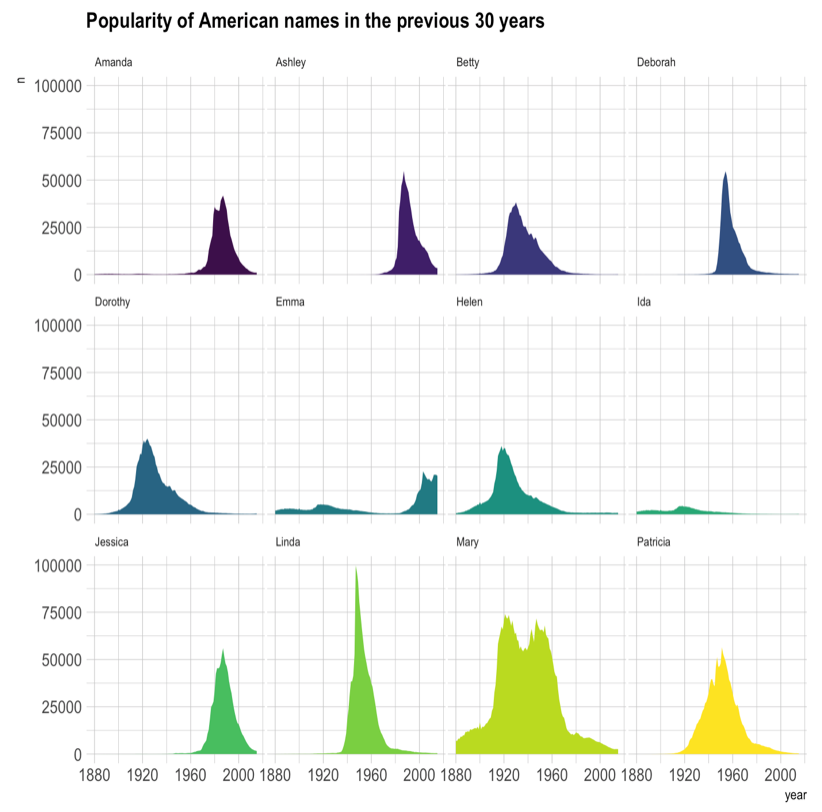 Popularity of American names in the previous 30 years
Amanda Ashley Betty Deborah
n
100000
75000
50000
25000
0
Dorothy Emma Helen Ida
100000
75000
50000
25000
0
Jessica Linda Mary Patricia
100000
75000
50000
25000
0
1880 1920 1960 2000 1880 1920 1960 2000 1880 1920 1960 2000 1880 1920 1960 2000
year